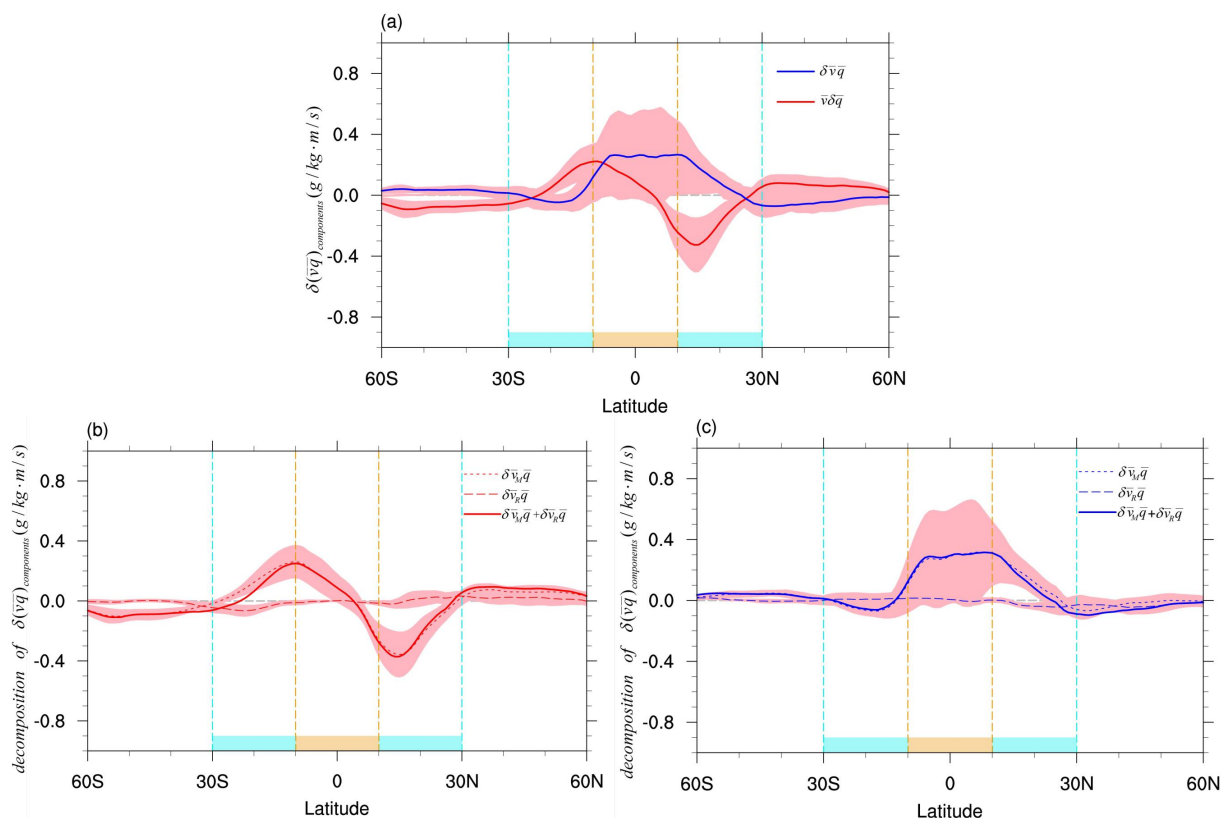 (a)
δ(v̅q̅)components(g / kg·m / s)
0.8
0.4
0.0
-0.4
-0.8
δv̅q̅
v̅δq̅
60S
30S
0
30N
60N
Latitude
(b)
decomposition of δ(v̅q̅)components(g / kg·m / s)
0.8
0.4
0.0
-0.4
-0.8
δv̅Mq̅
δv̅Rq̅
δv̅Mq̅+δv̅Rq̅
60S
30S
0
30N
60N
Latitude
(c)
decomposition of δ(v̅q̅)components(g / kg·m / s)
0.8
0.4
0.0
-0.4
-0.8
δv̅Mq̅
δv̅Rq̅
δv̅Mq̅+δv̅Rq̅
60S
30S
0
30N
60N
Latitude